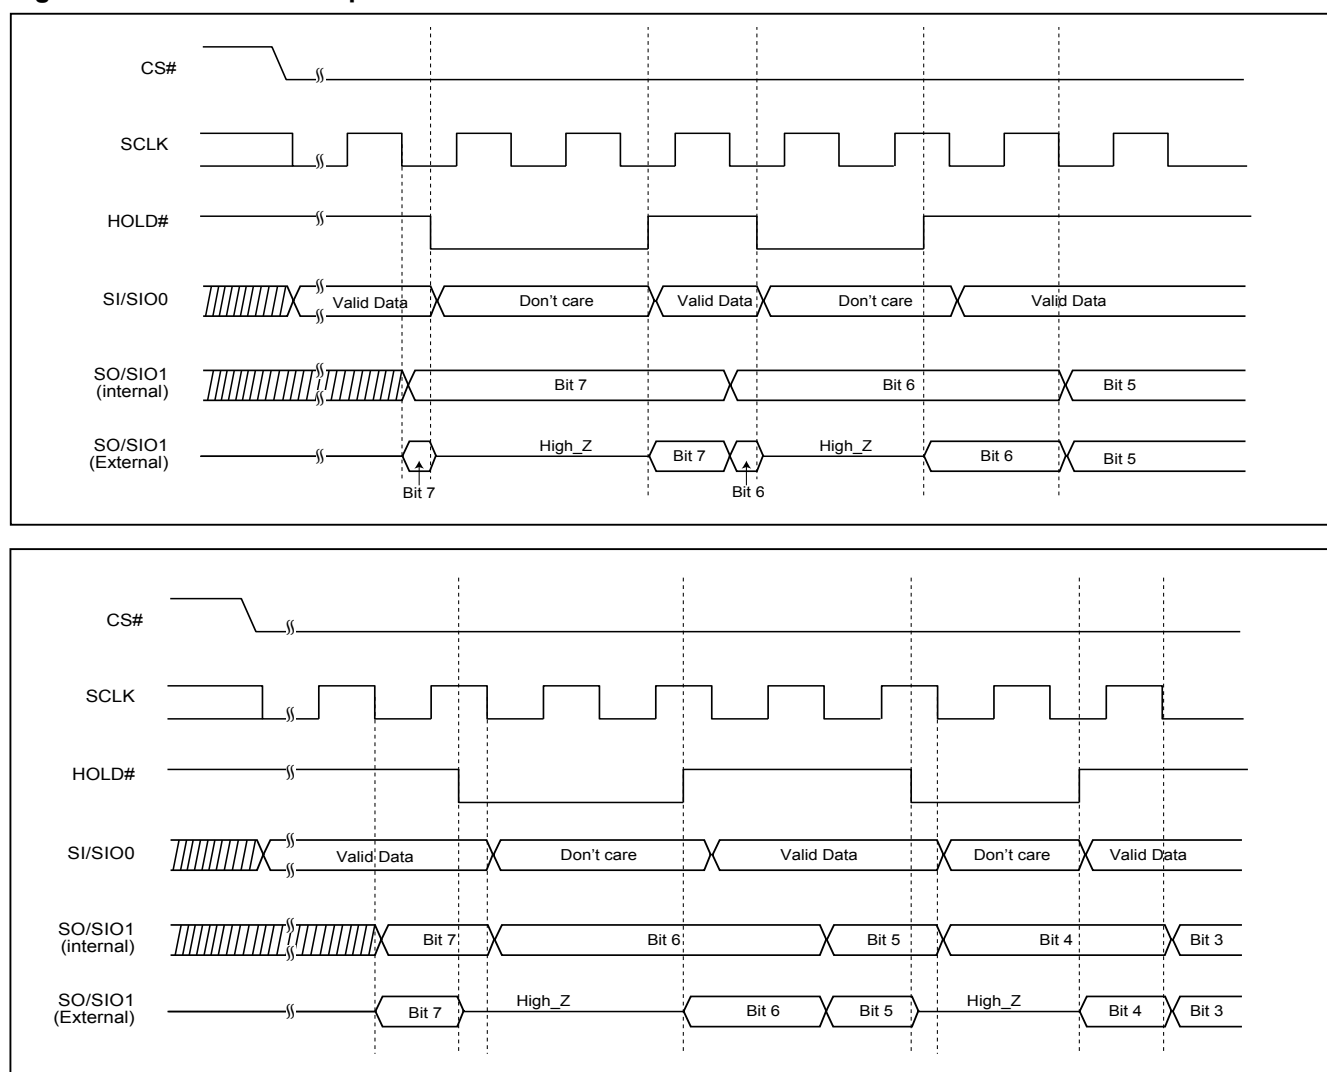 CS#
SCLK
HOLD#
SI/SIO0
Valid Data
Don't care
Valid Data
Don't care
Valid Data
SO/SIO1
(internal)
Bit 7
Bit 6
Bit 5
SO/SIO1
(External)
High_Z
Bit 7
High_Z
Bit 6
Bit 5
Bit 7
Bit 6
CS#
SCLK
HOLD#
SI/SIO0
Valid Data
Don't care
Valid Data
Don't care
Valid Data
SO/SIO1
(internal)
Bit 7
Bit 6
Bit 5
Bit 4
Bit 3
SO/SIO1
(External)
Bit 7
High_Z
Bit 6
Bit 5
High_Z
Bit 4
Bit 3